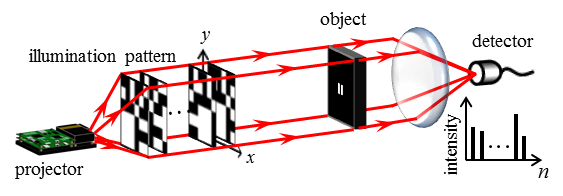 object
illumination pattern
y
detector
...
x
projector
intensity
...
n